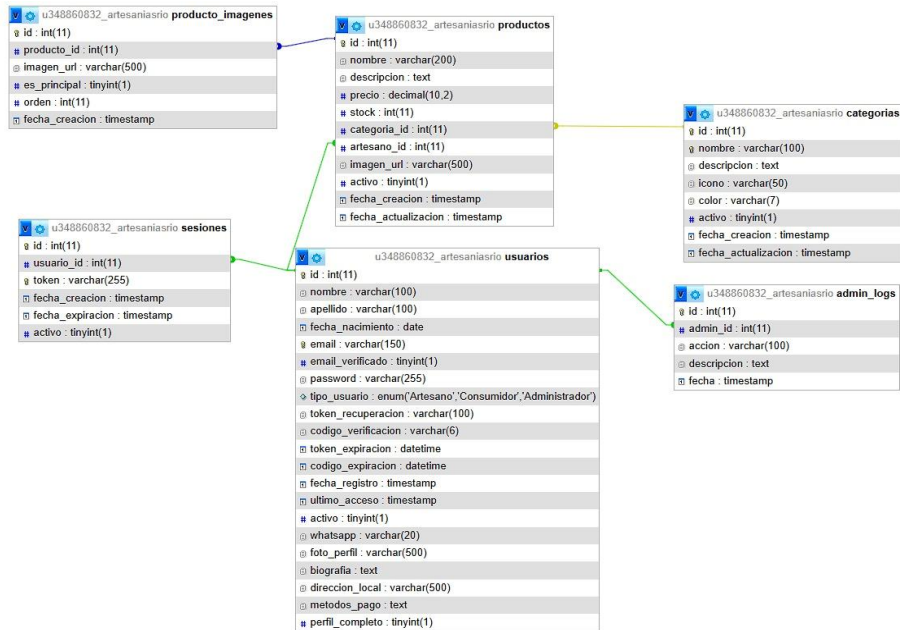 u348860832_artesaniasrio producto_imagenes
id : int(11)
producto_id : int(11)
imagen_url : varchar(500)
es_principal : tinyint(1)
orden : int(11)
fecha_creacion : timestamp
u348860832_artesaniasrio productos
id : int(11)
nombre : varchar(200)
descripcion : text
precio : decimal(10,2)
stock : int(11)
categoria_id : int(11)
artesano_id : int(11)
imagen_url : varchar(500)
activo : tinyint(1)
fecha_creacion : timestamp
fecha_actualizacion : timestamp
u348860832_artesaniasrio categorias
id : int(11)
nombre : varchar(100)
descripcion : text
icono : varchar(50)
color : varchar(7)
activo : tinyint(1)
fecha_creacion : timestamp
fecha_actualizacion : timestamp
u348860832_artesaniasrio sesiones
id : int(11)
usuario_id : int(11)
token : varchar(255)
fecha_creacion : timestamp
fecha_expiracion : timestamp
activo : tinyint(1)
u348860832_artesaniasrio usuarios
id : int(11)
nombre : varchar(100)
apellido : varchar(100)
fecha_nacimiento : date
email : varchar(150)
email_verificado : tinyint(1)
password : varchar(255)
tipo_usuario : enum('Artesano','Consumidor','Administrador')
token_recuperacion : varchar(100)
codigo_verificacion : varchar(6)
token_expiracion : datetime
codigo_expiracion : datetime
fecha_registro : timestamp
ultimo_acceso : timestamp
activo : tinyint(1)
whatsapp : varchar(20)
foto_perfil : varchar(500)
biografia : text
direccion_local : varchar(500)
metodos_pago : text
perfil_completo : tinyint(1)
u348860832_artesaniasrio admin_logs
id : int(11)
admin_id : int(11)
accion : varchar(100)
descripcion : text
fecha : timestamp